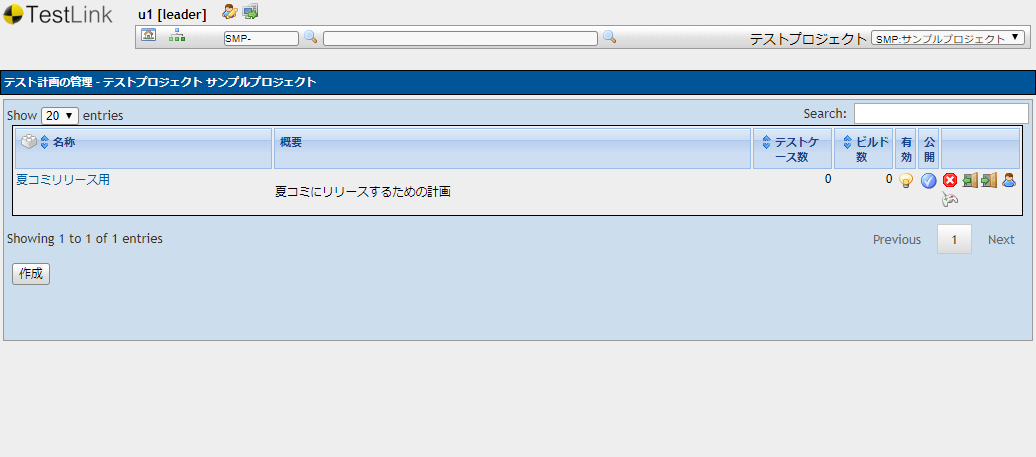 TestLink
u1 [leader]
SMP-
テストプロジェクト SMP:サンプルプロジェクト
テスト計画の管理 - テストプロジェクト サンプルプロジェクト
Show 20 entries
Search:
名称 概要 テストケース数 ビルド数 有効 公開
夏コミリリース用 夏コミにリリースするための計画 0 0
Showing 1 to 1 of 1 entries
Previous 1 Next
作成